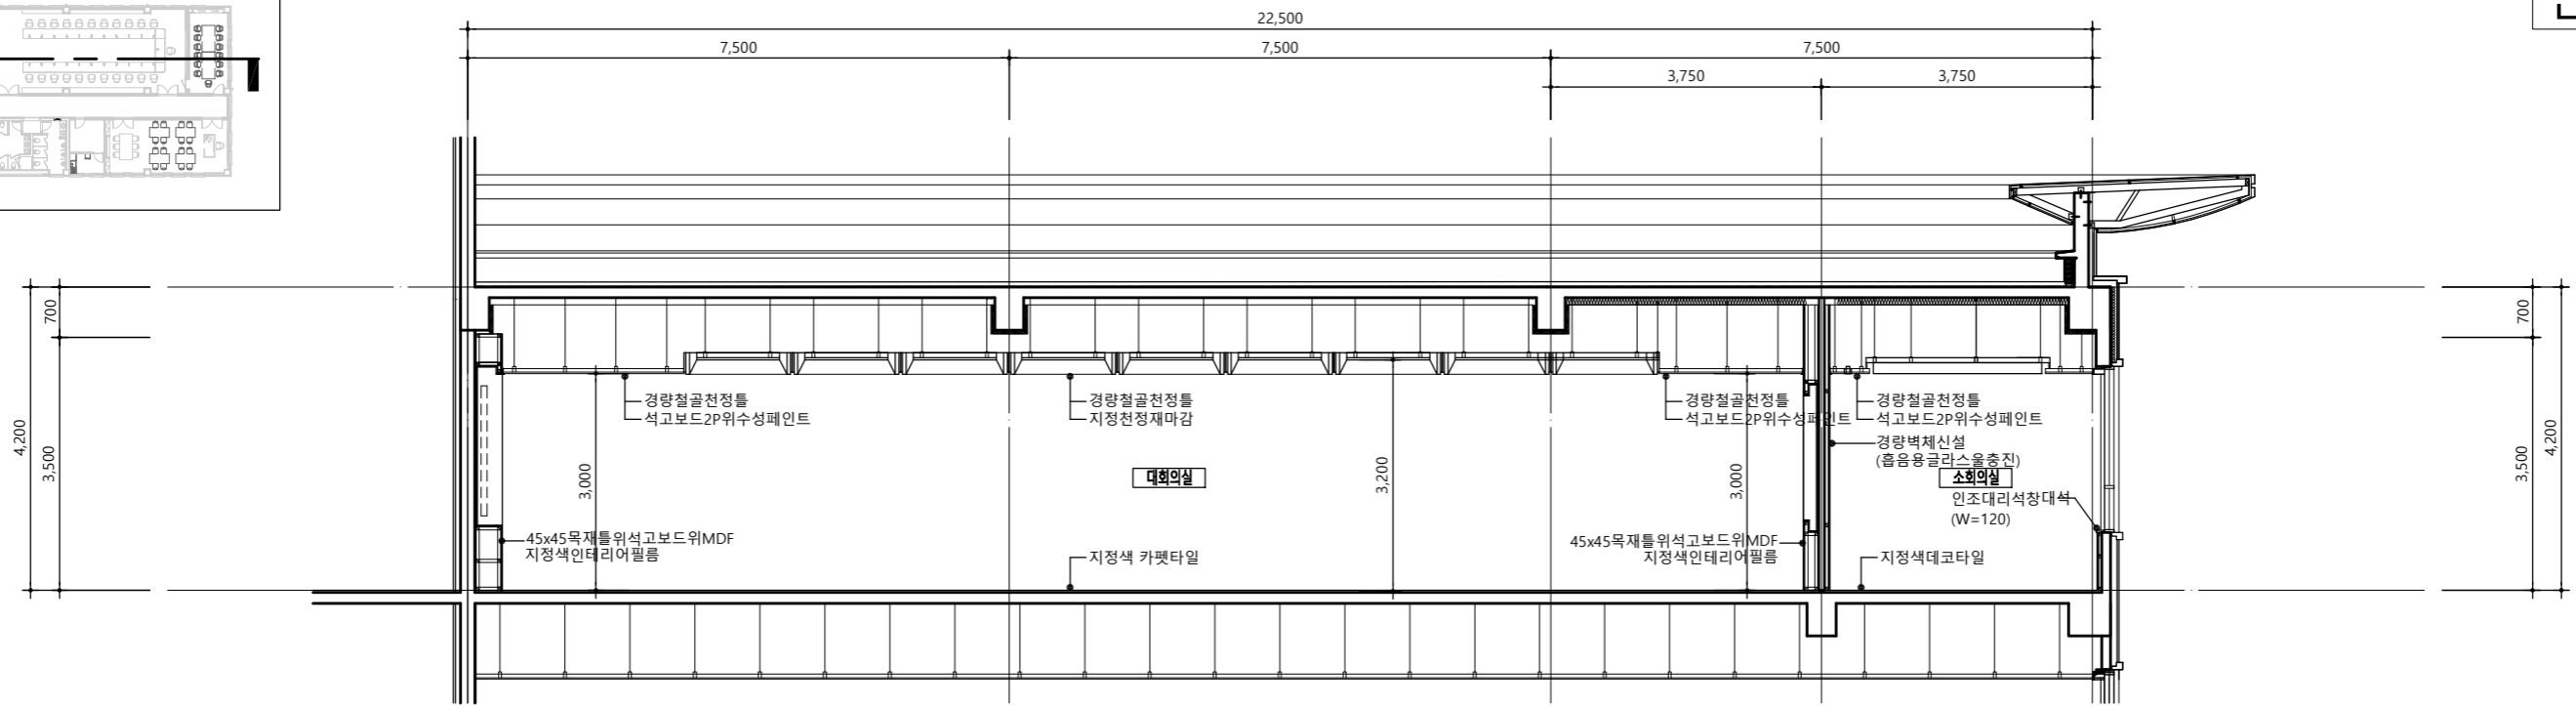 22,500
7,500
7,500
7,500
3,750
3,750
700
4,200
3,500
700
3,500
4,200
경량철골천정틀
석고보드2P위수성페인트
경량철골천정틀
지정천정재마감
경량철골천정틀
석고보드2P위수성페인트
경량철골천정틀
석고보드2P위수성페인트
경량벽체신설
(흡음용글라스울충진)
3,000
대회의실
3,200
3,000
소회의실
인조대리석창대석
(W=120)
45x45목재틀위석고보드위MDF
지정색인테리어필름
지정색 카펫타일
45x45목재틀위석고보드위MDF
지정색인테리어필름
지정색데코타일